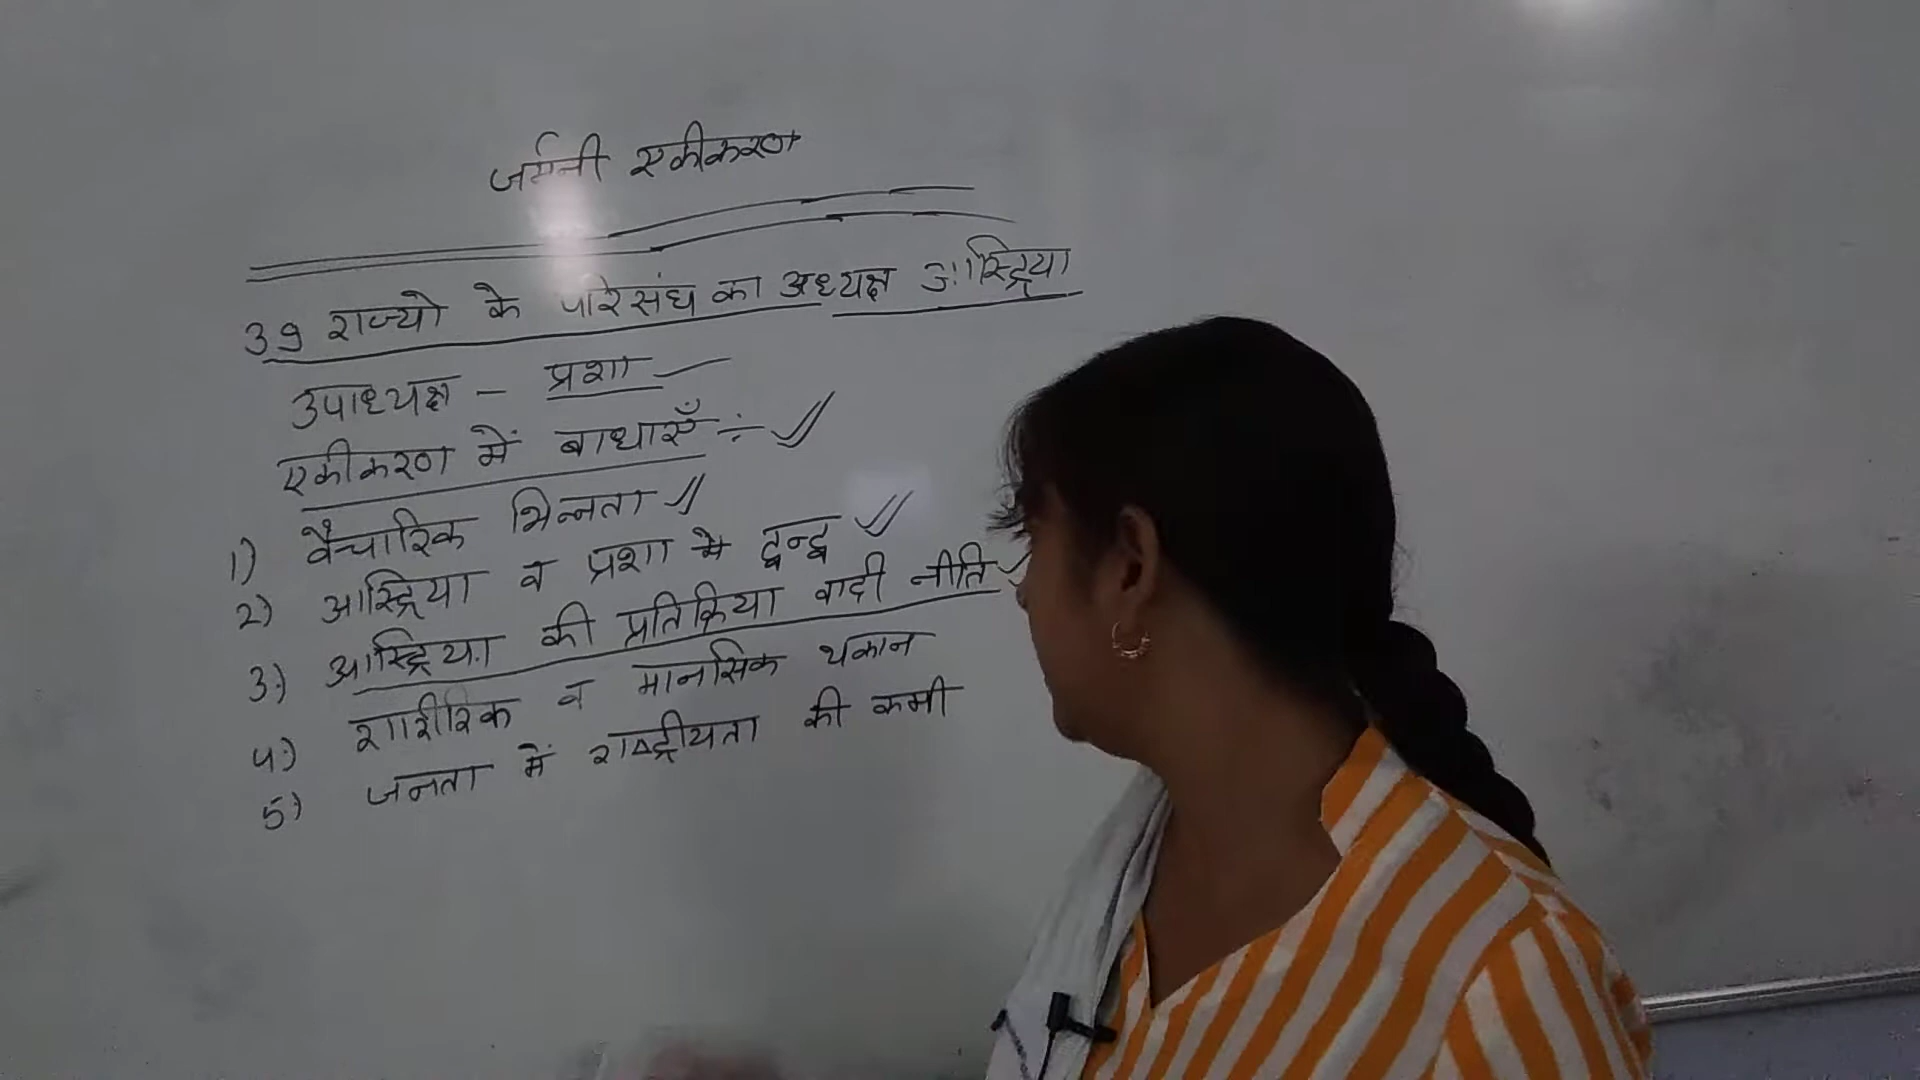 जर्मनी एकीकरण
39 राज्यो के परिसंघ का अध्यक्ष आस्ट्रिया
उपाध्यक्ष - प्रशा
एकीकरण में बाधाएँ ÷
1) वैचारिक भिन्नता
2) आस्ट्रिया व प्रशा मे द्वन्द्व
3) आस्ट्रिया की प्रतिक्रिया वादी नीति
4) शारीरिक व मानसिक थकान
5) जनता में राष्ट्रीयता की कमी